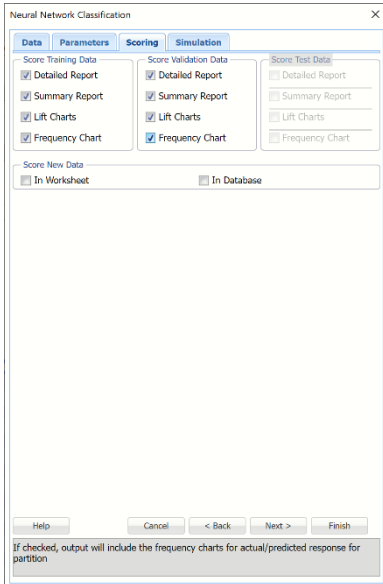 Neural Network Classification
Data Parameters Scoring Simulation
Score Training Data
Detailed Report
Summary Report
Lift Charts
Frequency Chart
Score Validation Data
Detailed Report
Summary Report
Lift Charts
Frequency Chart
Score Test Data
Detailed Report
Summary Report
Lift Charts
Frequency Chart
Score New Data
In Worksheet In Database
Help Cancel < Back Next > Finish
If checked, output will include the frequency charts for actual/predicted response for
partition